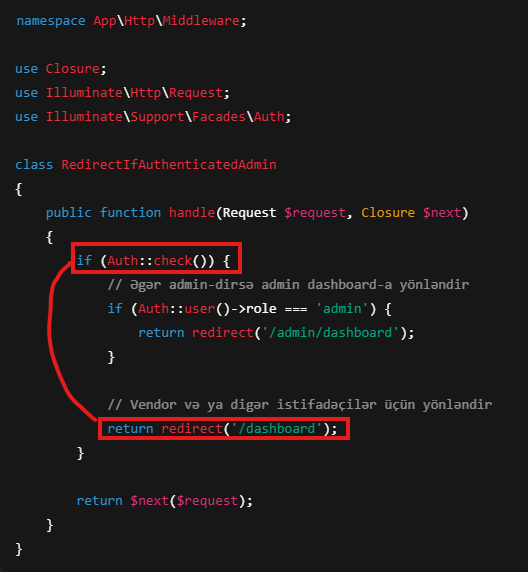 namespace App\Http\Middleware;
use Closure;
use Illuminate\Http\Request;
use Illuminate\Support\Facades\Auth;
class RedirectIfAuthenticatedAdmin
{
public function handle(Request $request, Closure $next)
{
if (Auth::check()) {
// Əgər admin-dirsə admin dashboard-a yönləndir
if (Auth::user()->role === 'admin') {
return redirect('/admin/dashboard');
}
// Vendor və ya digər istifadəçilər üçün yönləndir
return redirect('/dashboard');
}
return $next($request);
}
}